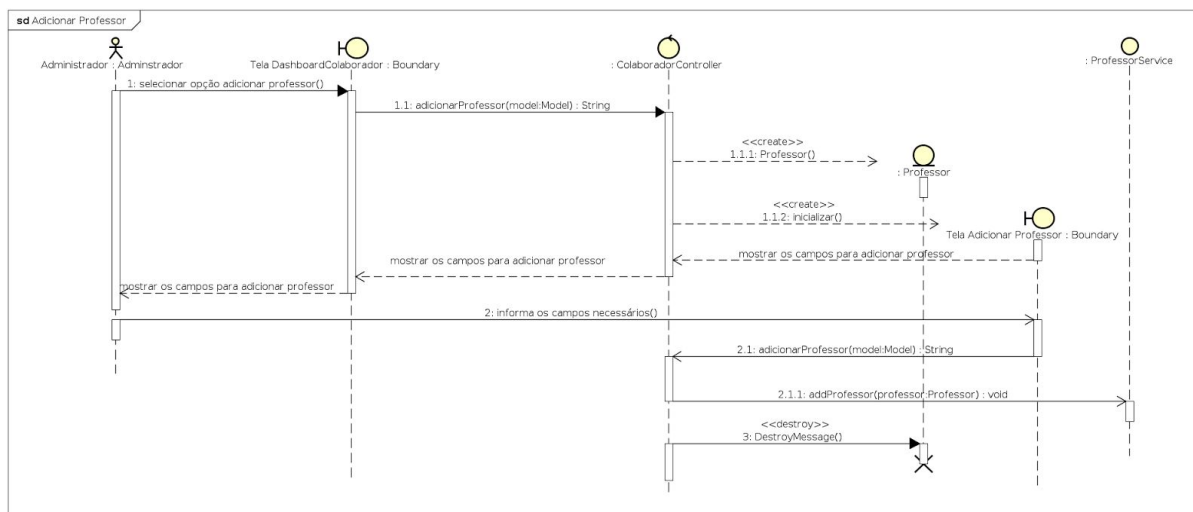 sd Adicionar Professor
Administrador : Adminstrador
Tela DashboardColaborador : Boundary
: ColaboradorController
: ProfessorService
1: selecionar opção adicionar professor()
1.1: adicionarProfessor(model:Model) : String
<<create>>
1.1.1: Professor()
: Professor
<<create>>
1.1.2: inicializar()
Tela Adicionar Professor : Boundary
mostrar os campos para adicionar professor
mostrar os campos para adicionar professor
mostrar os campos para adicionar professor
2: informa os campos necessários()
2.1: adicionarProfessor(model:Model) : String
2.1.1: addProfessor(professor:Professor) : void
<<destroy>>
3: DestroyMessage()